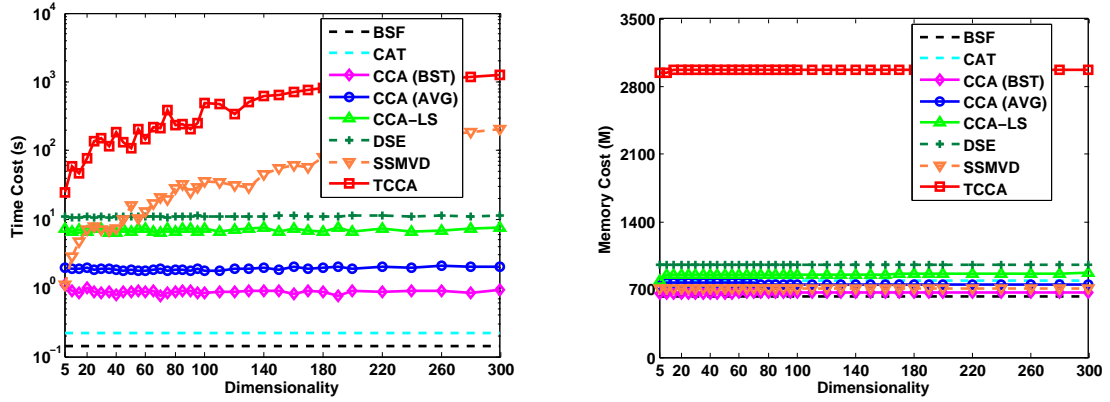 10^4
10^3
10^2
10^1
10^0
10^-1
Time Cost (s)
BSF
CAT
CCA (BST)
CCA (AVG)
CCA-LS
DSE
SSMVD
TCCA
5 20 40 60 80 100 140 180 220 260 300
Dimensionality
3500
2800
2100
1400
700
0
Memory Cost (M)
BSF
CAT
CCA (BST)
CCA (AVG)
CCA-LS
DSE
SSMVD
TCCA
5 20 40 60 80 100 140 180 220 260 300
Dimensionality